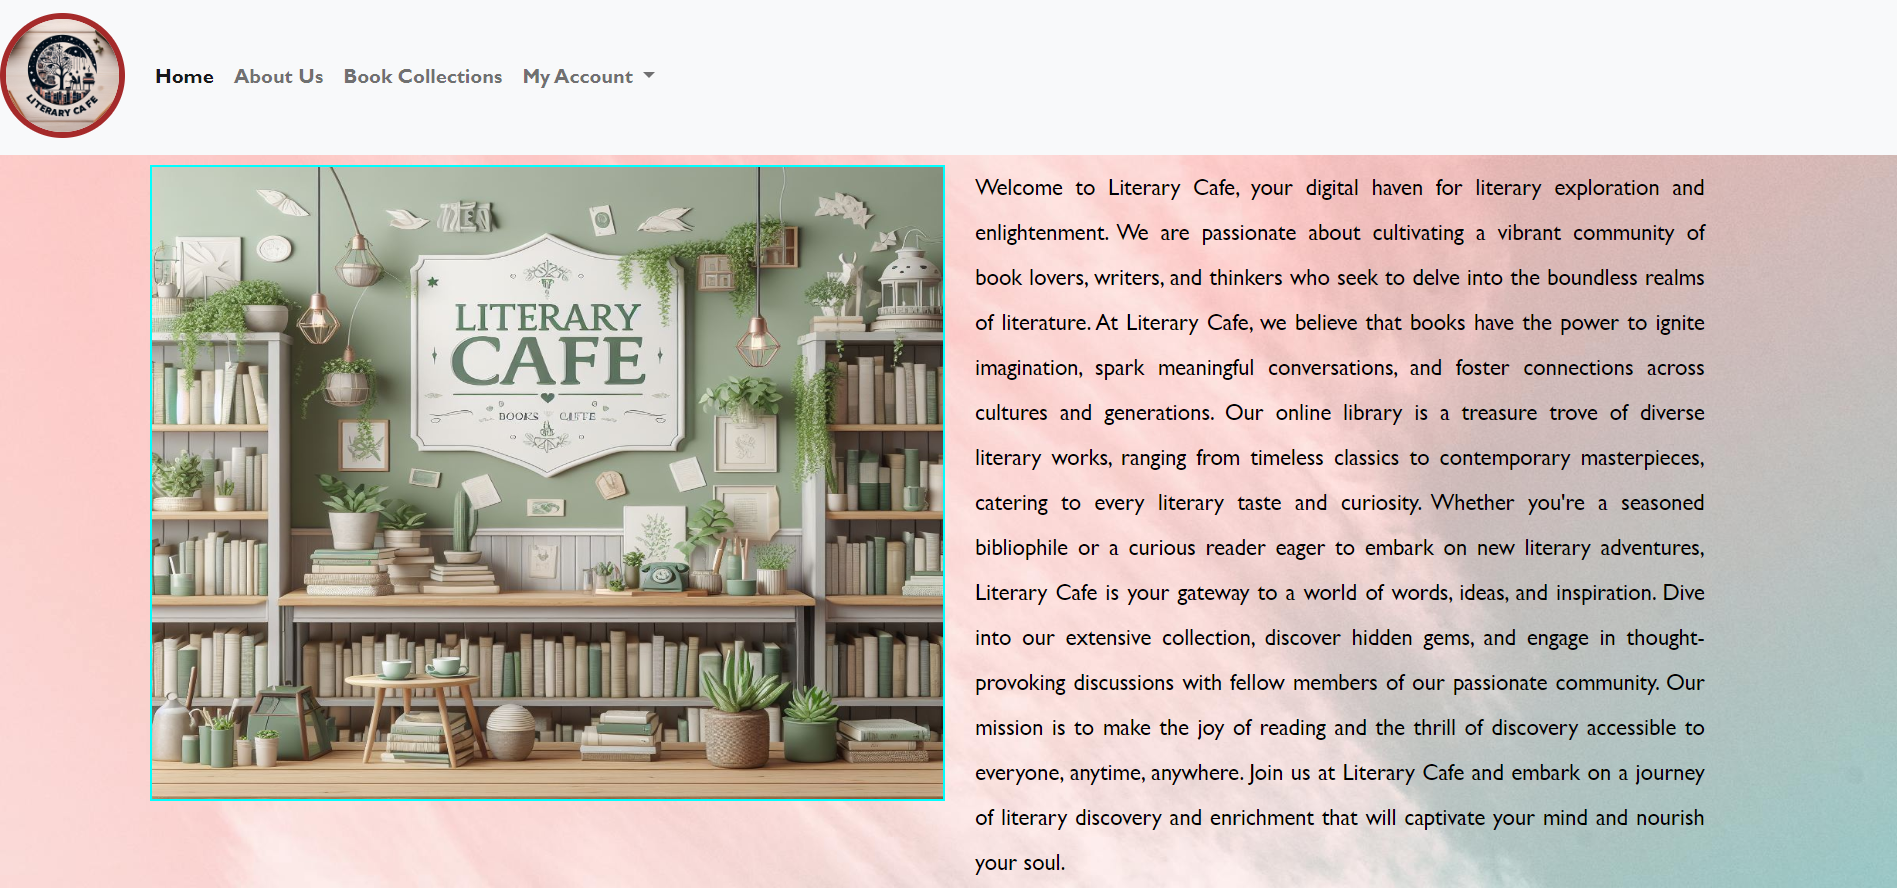 LITERARY CAFE
Home
About Us
Book Collections
My Account
LITERARY
CAFE
BOOKS
Welcome to Literary Cafe, your digital haven for literary exploration and
enlightenment. We are passionate about cultivating a vibrant community of
book lovers, writers, and thinkers who seek to delve into the boundless realms
of literature. At Literary Cafe, we believe that books have the power to ignite
imagination, spark meaningful conversations, and foster connections across
cultures and generations. Our online library is a treasure trove of diverse
literary works, ranging from timeless classics to contemporary masterpieces,
catering to every literary taste and curiosity. Whether you're a seasoned
bibliophile or a curious reader eager to embark on new literary adventures,
Literary Cafe is your gateway to a world of words, ideas, and inspiration. Dive
into our extensive collection, discover hidden gems, and engage in thought-
provoking discussions with fellow members of our passionate community. Our
mission is to make the joy of reading and the thrill of discovery accessible to
everyone, anytime, anywhere. Join us at Literary Cafe and embark on a journey
of literary discovery and enrichment that will captivate your mind and nourish
your soul.